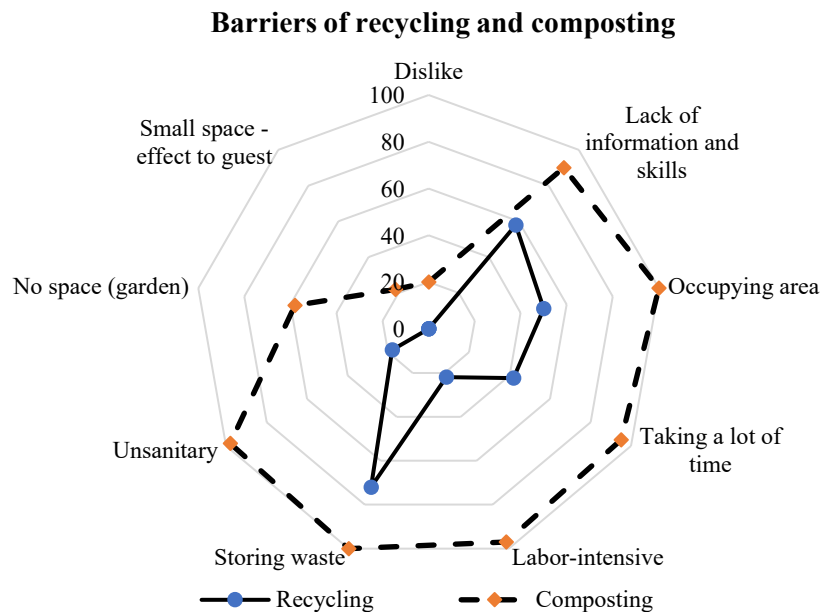 Barriers of recycling and composting
Dislike
100
80
60
40
20
0
Lack of
information and
skills
Occupying area
Taking a lot of
time
Labor-intensive
Storing waste
Unsanitary
No space (garden)
Small space -
effect to guest
Recycling
Composting